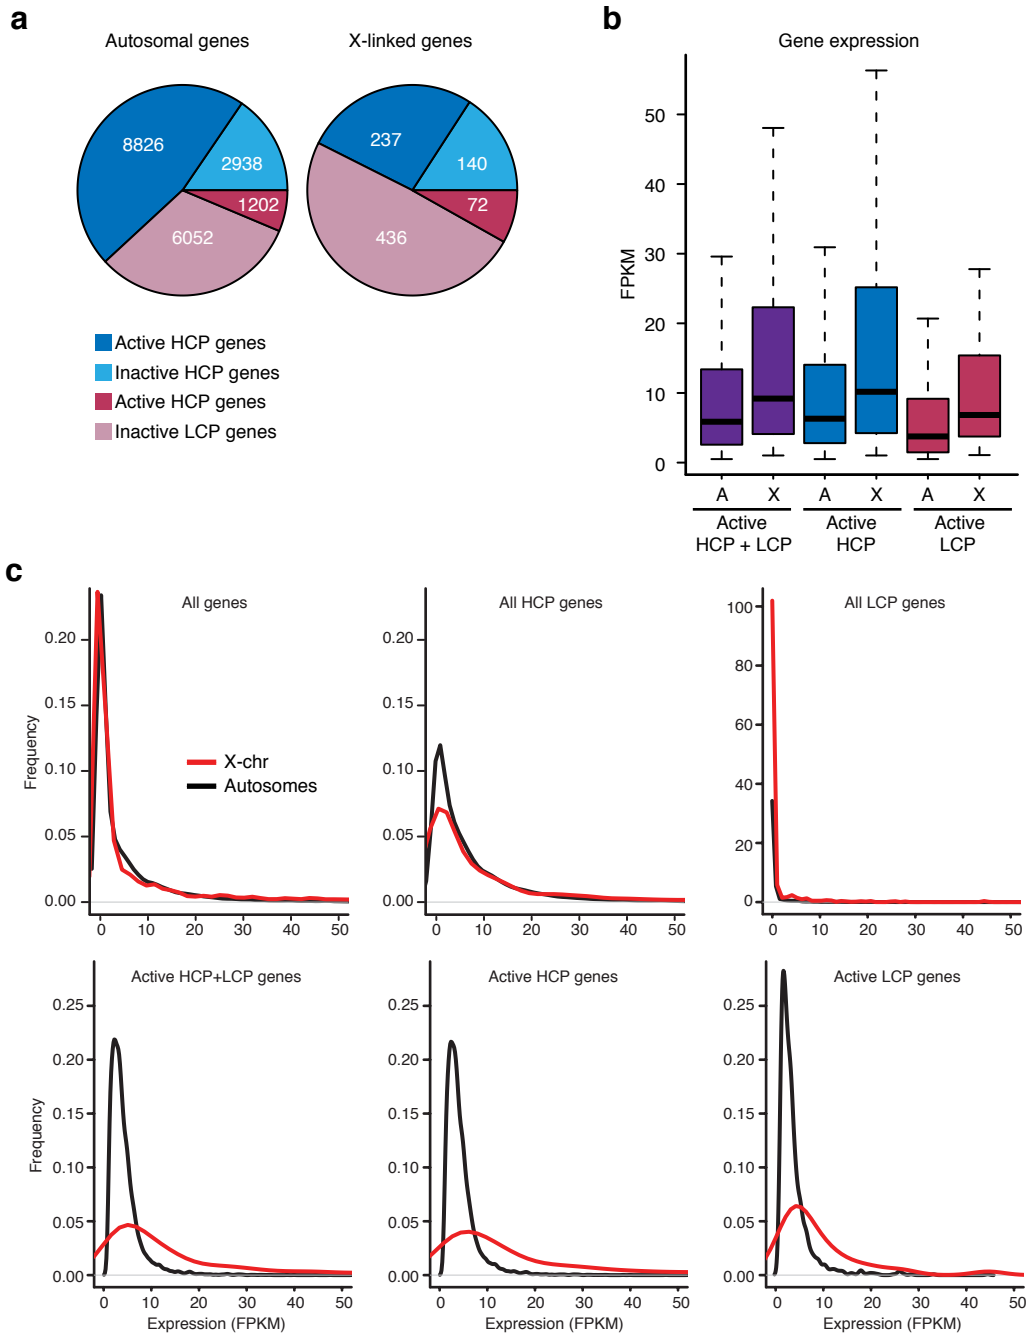 a
Autosomal genes
X-linked genes
8826
2938
1202
6052
237
140
72
436
Active HCP genes
Inactive HCP genes
Active HCP genes
Inactive LCP genes
b
Gene expression
FPKM
50
40
30
20
10
0
A X A X A X
Active HCP + LCP
Active HCP
Active LCP
c
All genes
Frequency
0.20
0.15
0.10
0.05
0.00
0 10 20 30 40 50
X-chr
Autosomes
All HCP genes
0.20
0.15
0.10
0.05
0.00
0 10 20 30 40 50
All LCP genes
100
80
60
40
20
0
0 10 20 30 40 50
Active HCP+LCP genes
Frequency
0.25
0.20
0.15
0.10
0.05
0.00
0 10 20 30 40 50
Expression (FPKM)
Active HCP genes
0.25
0.20
0.15
0.10
0.05
0.00
0 10 20 30 40 50
Expression (FPKM)
Active LCP genes
0.25
0.20
0.15
0.10
0.05
0.00
0 10 20 30 40 50
Expression (FPKM)